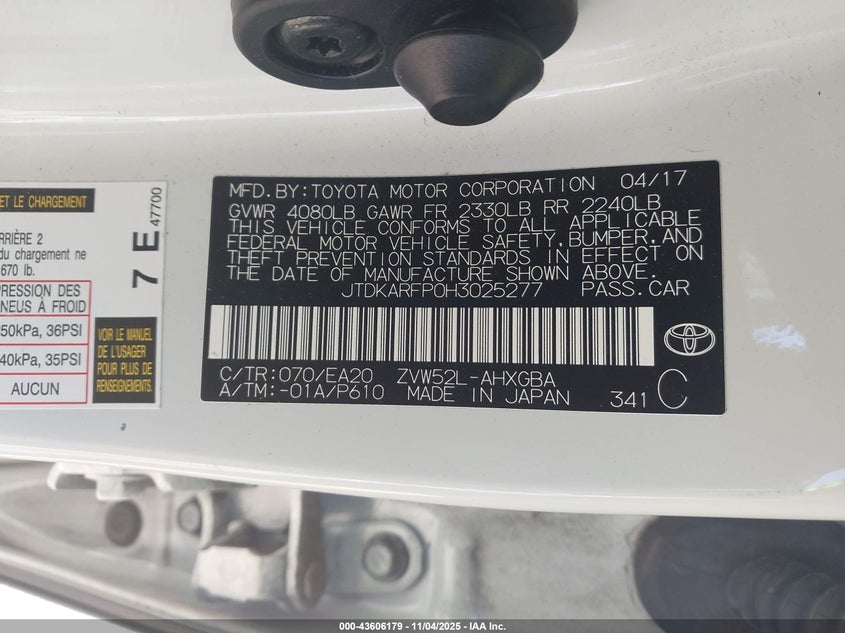 ET LE CHARGEMENT
RRIÈRE 2
du chargement ne
670 lb.
PRESSION DES
NEUS À FROID
50kPa, 36PSI
40kPa, 35PSI
AUCUN
7 E
47700
VOIR LE MANUEL
DE L'USAGER
POUR PLUS DE
RENSEIGNEMENTS.
MFD. BY: TOYOTA MOTOR CORPORATION 04/17
GVWR 4080LB GAWR FR 2330LB RR 2240LB
THIS VEHICLE CONFORMS TO ALL APPLICABLE
FEDERAL MOTOR VEHICLE SAFETY, BUMPER, AND
THEFT PREVENTION STANDARDS IN EFFECT ON
THE DATE OF MANUFACTURE SHOWN ABOVE.
JTDKARFP0H3025277 PASS.CAR
C/TR: 070/EA20 ZVW52L-AHXGBA
A/TM: -01A/P610 MADE IN JAPAN 341 C
000-43606179 - 11/04/2025 - IAA Inc.